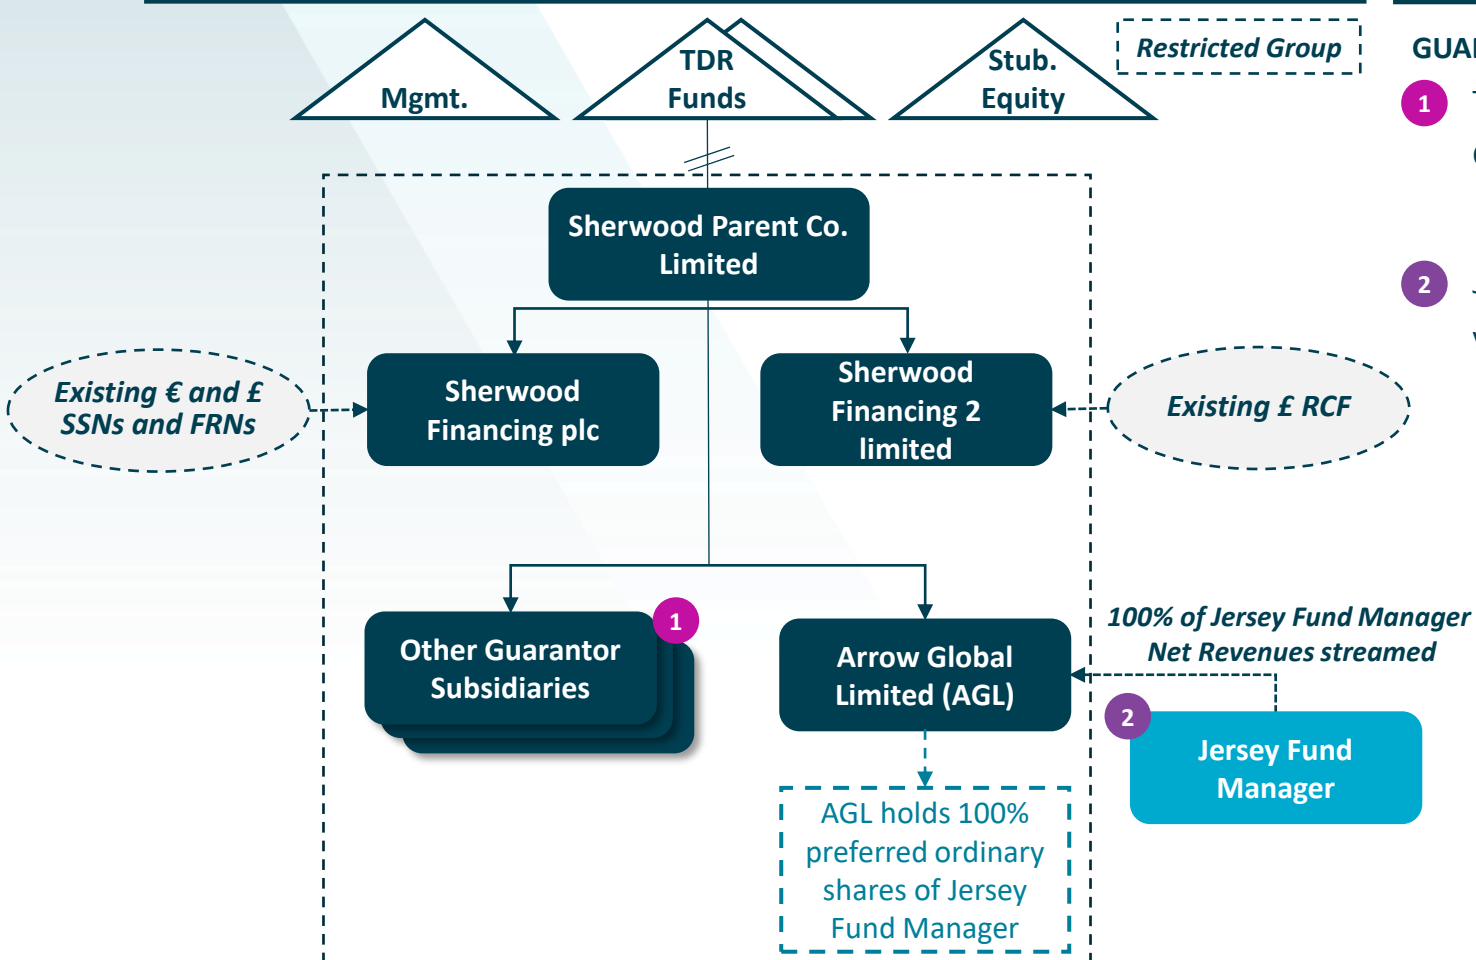 Mgmt.
TDR
Funds
Stub.
Equity
Restricted Group
1
2
Sherwood Parent Co.
Limited
Existing € and £
SSNs and FRNs
Sherwood
Financing plc
Sherwood
Financing 2
limited
Existing £ RCF
Other Guarantor
Subsidiaries
1
Arrow Global
Limited (AGL)
100% of Jersey Fund Manager
Net Revenues streamed
2
Jersey Fund
Manager
AGL holds 100%
preferred ordinary
shares of Jersey
Fund Manager